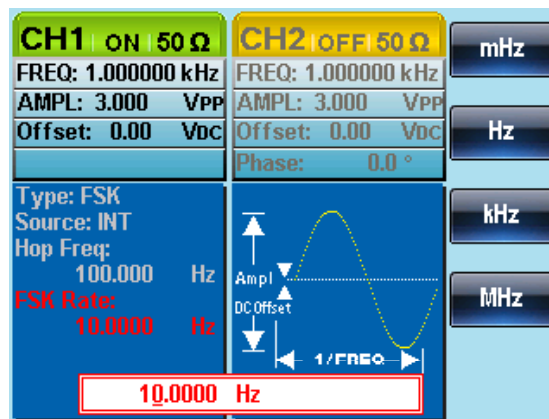 CH1 ON 50 Ω
FREQ: 1.000000 kHz
AMPL: 3.000 VPP
Offset: 0.00 VDC
CH2 OFF 50 Ω
FREQ: 1.000000 kHz
AMPL: 3.000 VPP
Offset: 0.00 VDC
Phase: 0.0 °
Type: FSK
Source: INT
Hop Freq:
100.000 Hz
FSK Rate:
10.0000 Hz
Ampl
DC Offset
1/FREQ
10.0000 Hz
mHz
Hz
kHz
MHz